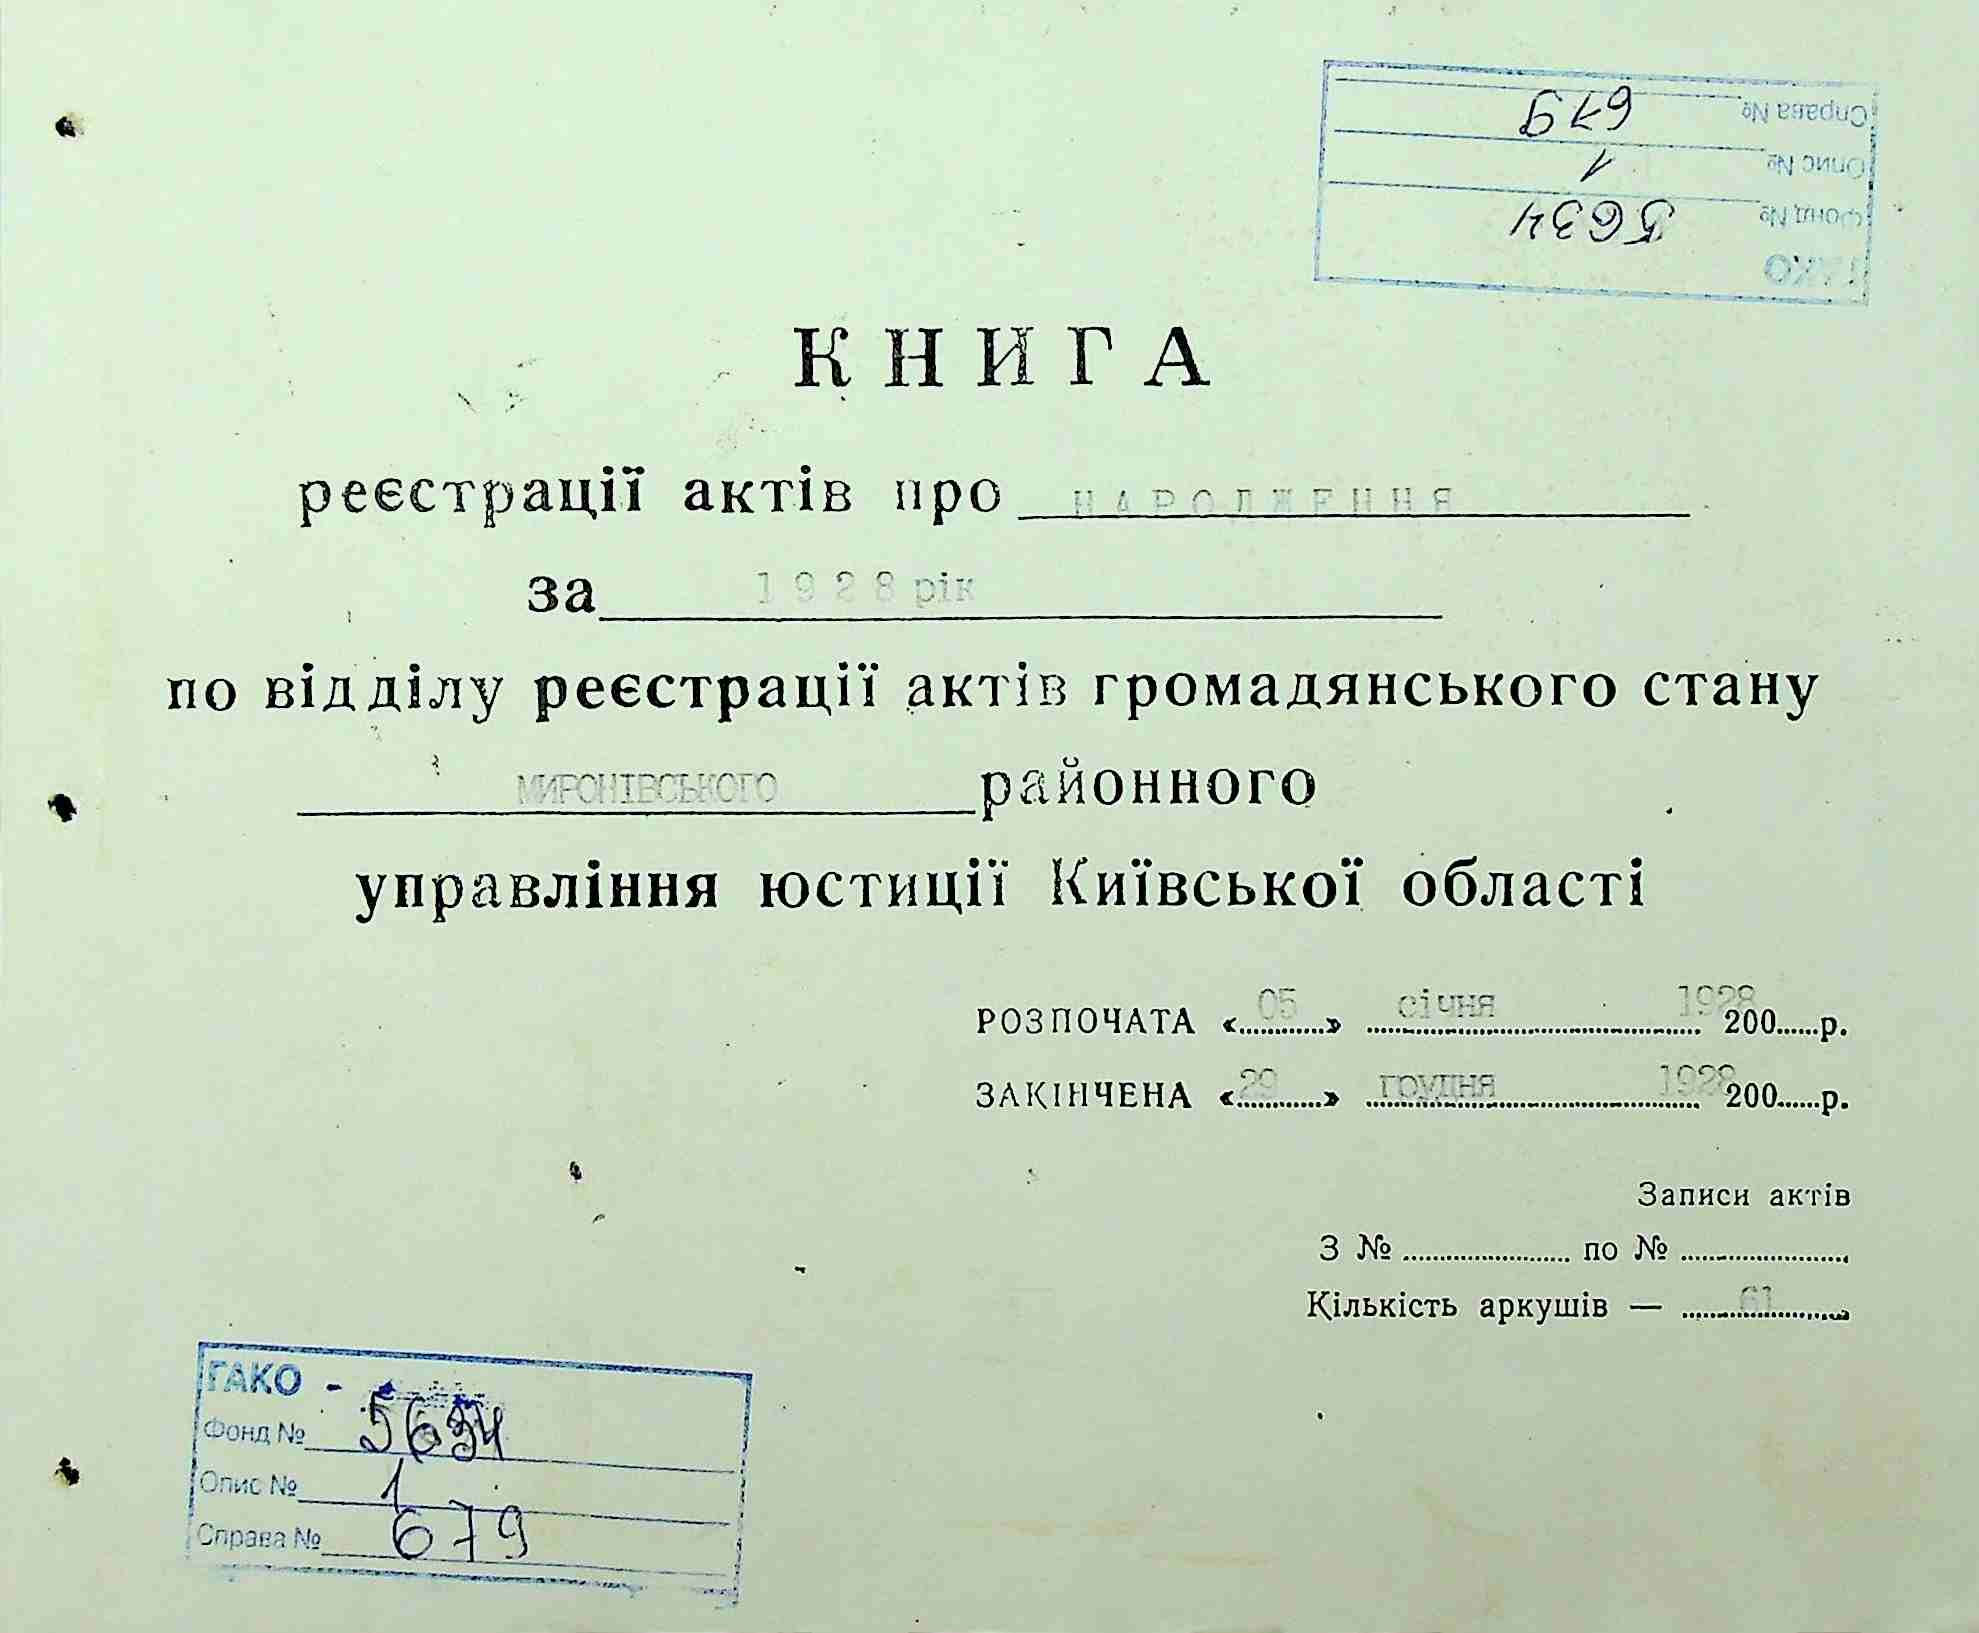 Справа № 679
Опис № 1
Фонд № 5634
КНИГА
реєстрації актів про НАРОДЖЕННЯ
за 1928 рік
по відділу реєстрації актів громадянського стану
МИРОНІВСЬКОГО районного
управління юстиції Київської області
РОЗПОЧАТА «05» січня 1928 200......р.
ЗАКІНЧЕНА «29» грудня 1928 200......р.
Записи актів
З № ........................ по № ........................
Кількість аркушів — 61
ГАКО
Фонд № 5634
Опис № 1
Справа № 679